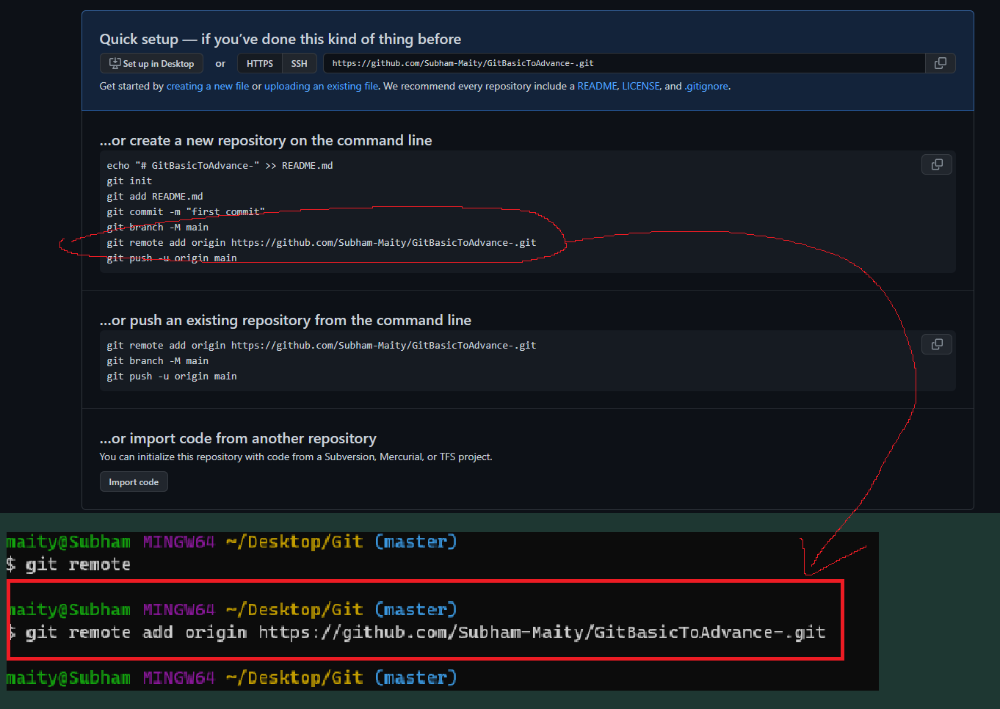 Quick setup — if you’ve done this kind of thing before
Set up in Desktop or HTTPS SSH https://github.com/Subham-Maity/GitBasicToAdvance-.git
Get started by creating a new file or uploading an existing file. We recommend every repository include a README, LICENSE, and .gitignore.
…or create a new repository on the command line
echo "# GitBasicToAdvance-" >> README.md
git init
git add README.md
git commit -m "first commit"
git branch -M main
git remote add origin https://github.com/Subham-Maity/GitBasicToAdvance-.git
git push -u origin main
…or push an existing repository from the command line
git remote add origin https://github.com/Subham-Maity/GitBasicToAdvance-.git
git branch -M main
git push -u origin main
…or import code from another repository
You can initialize this repository with code from a Subversion, Mercurial, or TFS project.
Import code
maity@Subham MINGW64 ~/Desktop/Git (master)
$ git remote
maity@Subham MINGW64 ~/Desktop/Git (master)
$ git remote add origin https://github.com/Subham-Maity/GitBasicToAdvance-.git
maity@Subham MINGW64 ~/Desktop/Git (master)